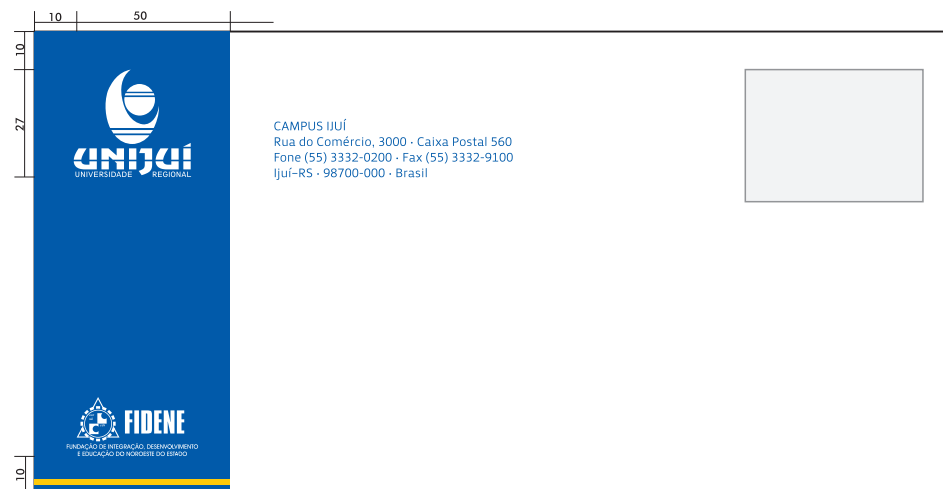 10 50
10
27
UNIJUÍ
UNIVERSIDADE REGIONAL
CAMPUS IJUÍ
Rua do Comércio, 3000 · Caixa Postal 560
Fone (55) 3332-0200 · Fax (55) 3332-9100
Ijuí–RS · 98700-000 · Brasil
FIDENE
FUNDAÇÃO DE INTEGRAÇÃO, DESENVOLVIMENTO
E EDUCAÇÃO DO NOROESTE DO ESTADO
10